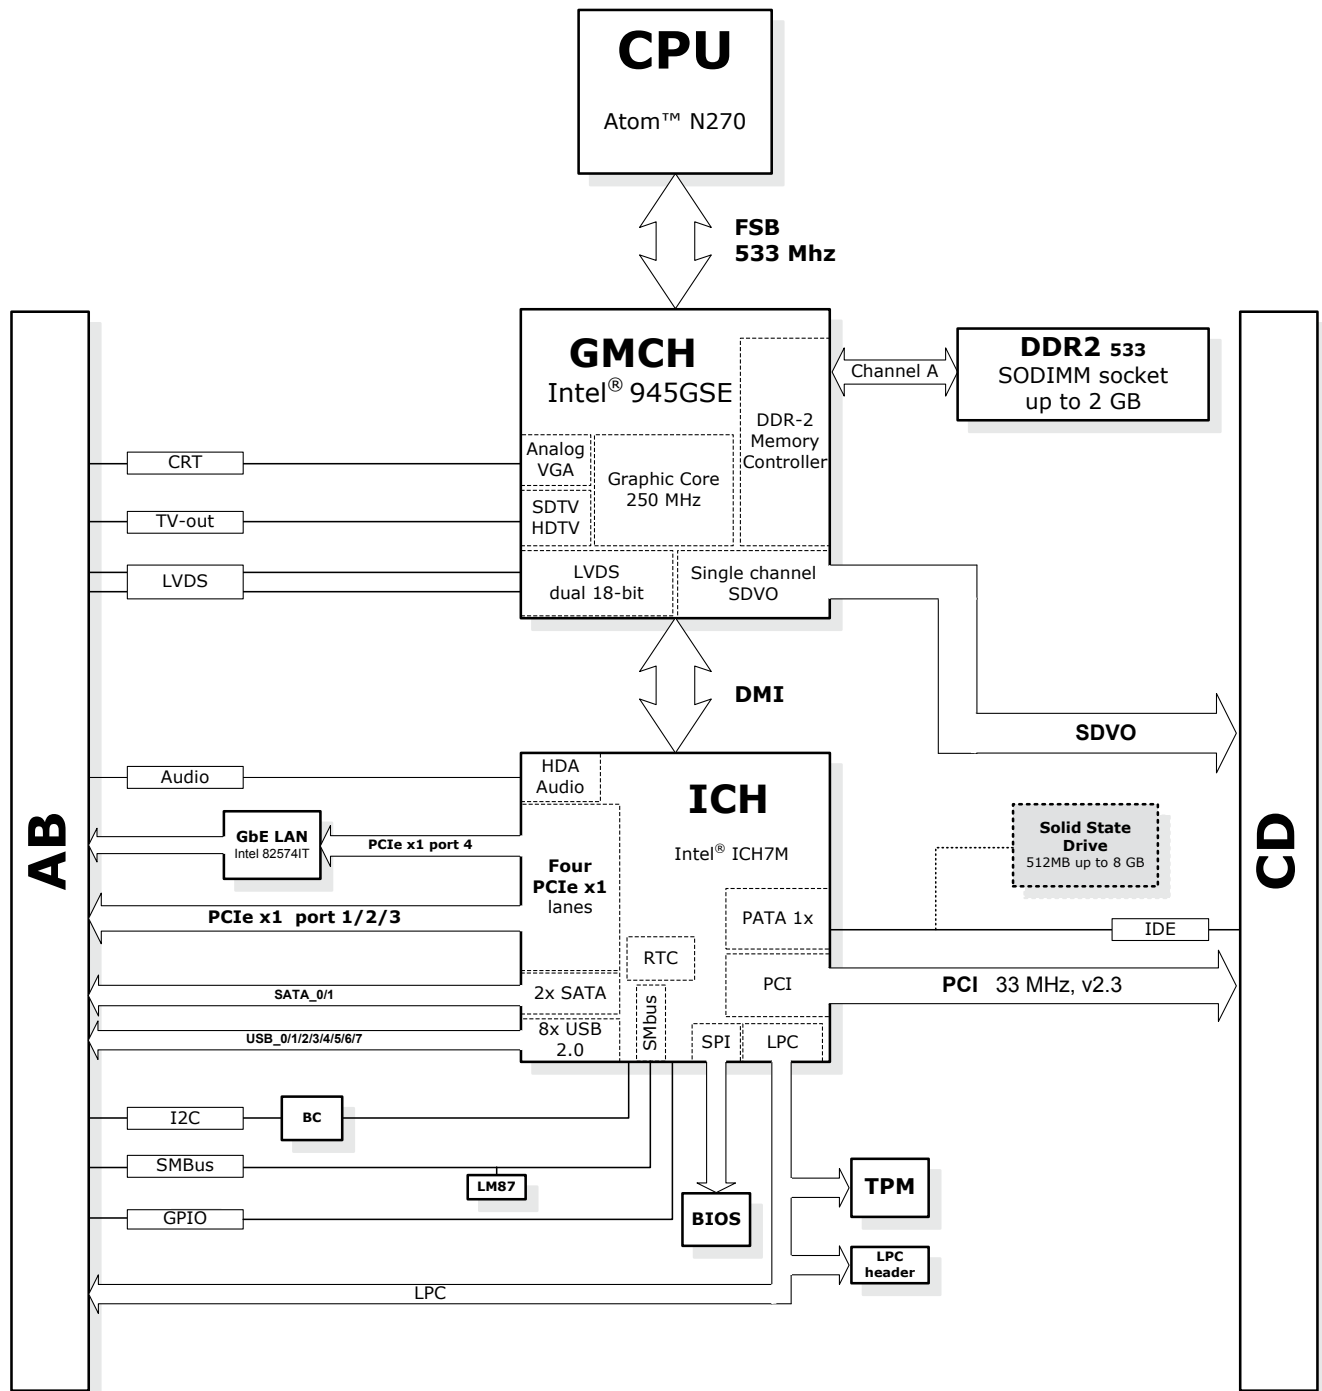 CPU
Atom™ N270
FSB
533 Mhz
GMCH
Intel® 945GSE
DDR-2
Memory
Controller
Analog
VGA
Graphic Core
250 MHz
SDTV
HDTV
LVDS
dual 18-bit
Single channel
SDVO
Channel A
DDR2 533
SODIMM socket
up to 2 GB
CRT
TV-out
LVDS
DMI
SDVO
AB
CD
Audio
HDA
Audio
ICH
Intel® ICH7M
GbE LAN
Intel 82574IT
PCIe x1 port 4
Four
PCIe x1
lanes
PCIe x1 port 1/2/3
Solid State
Drive
512MB up to 8 GB
PATA 1x
IDE
RTC
PCI
PCI 33 MHz, v2.3
SATA_0/1
2x SATA
USB_0/1/2/3/4/5/6/7
8x USB
2.0
SMbus
SPI
LPC
I2C
BC
SMBus
LM87
GPIO
BIOS
TPM
LPC
header
LPC